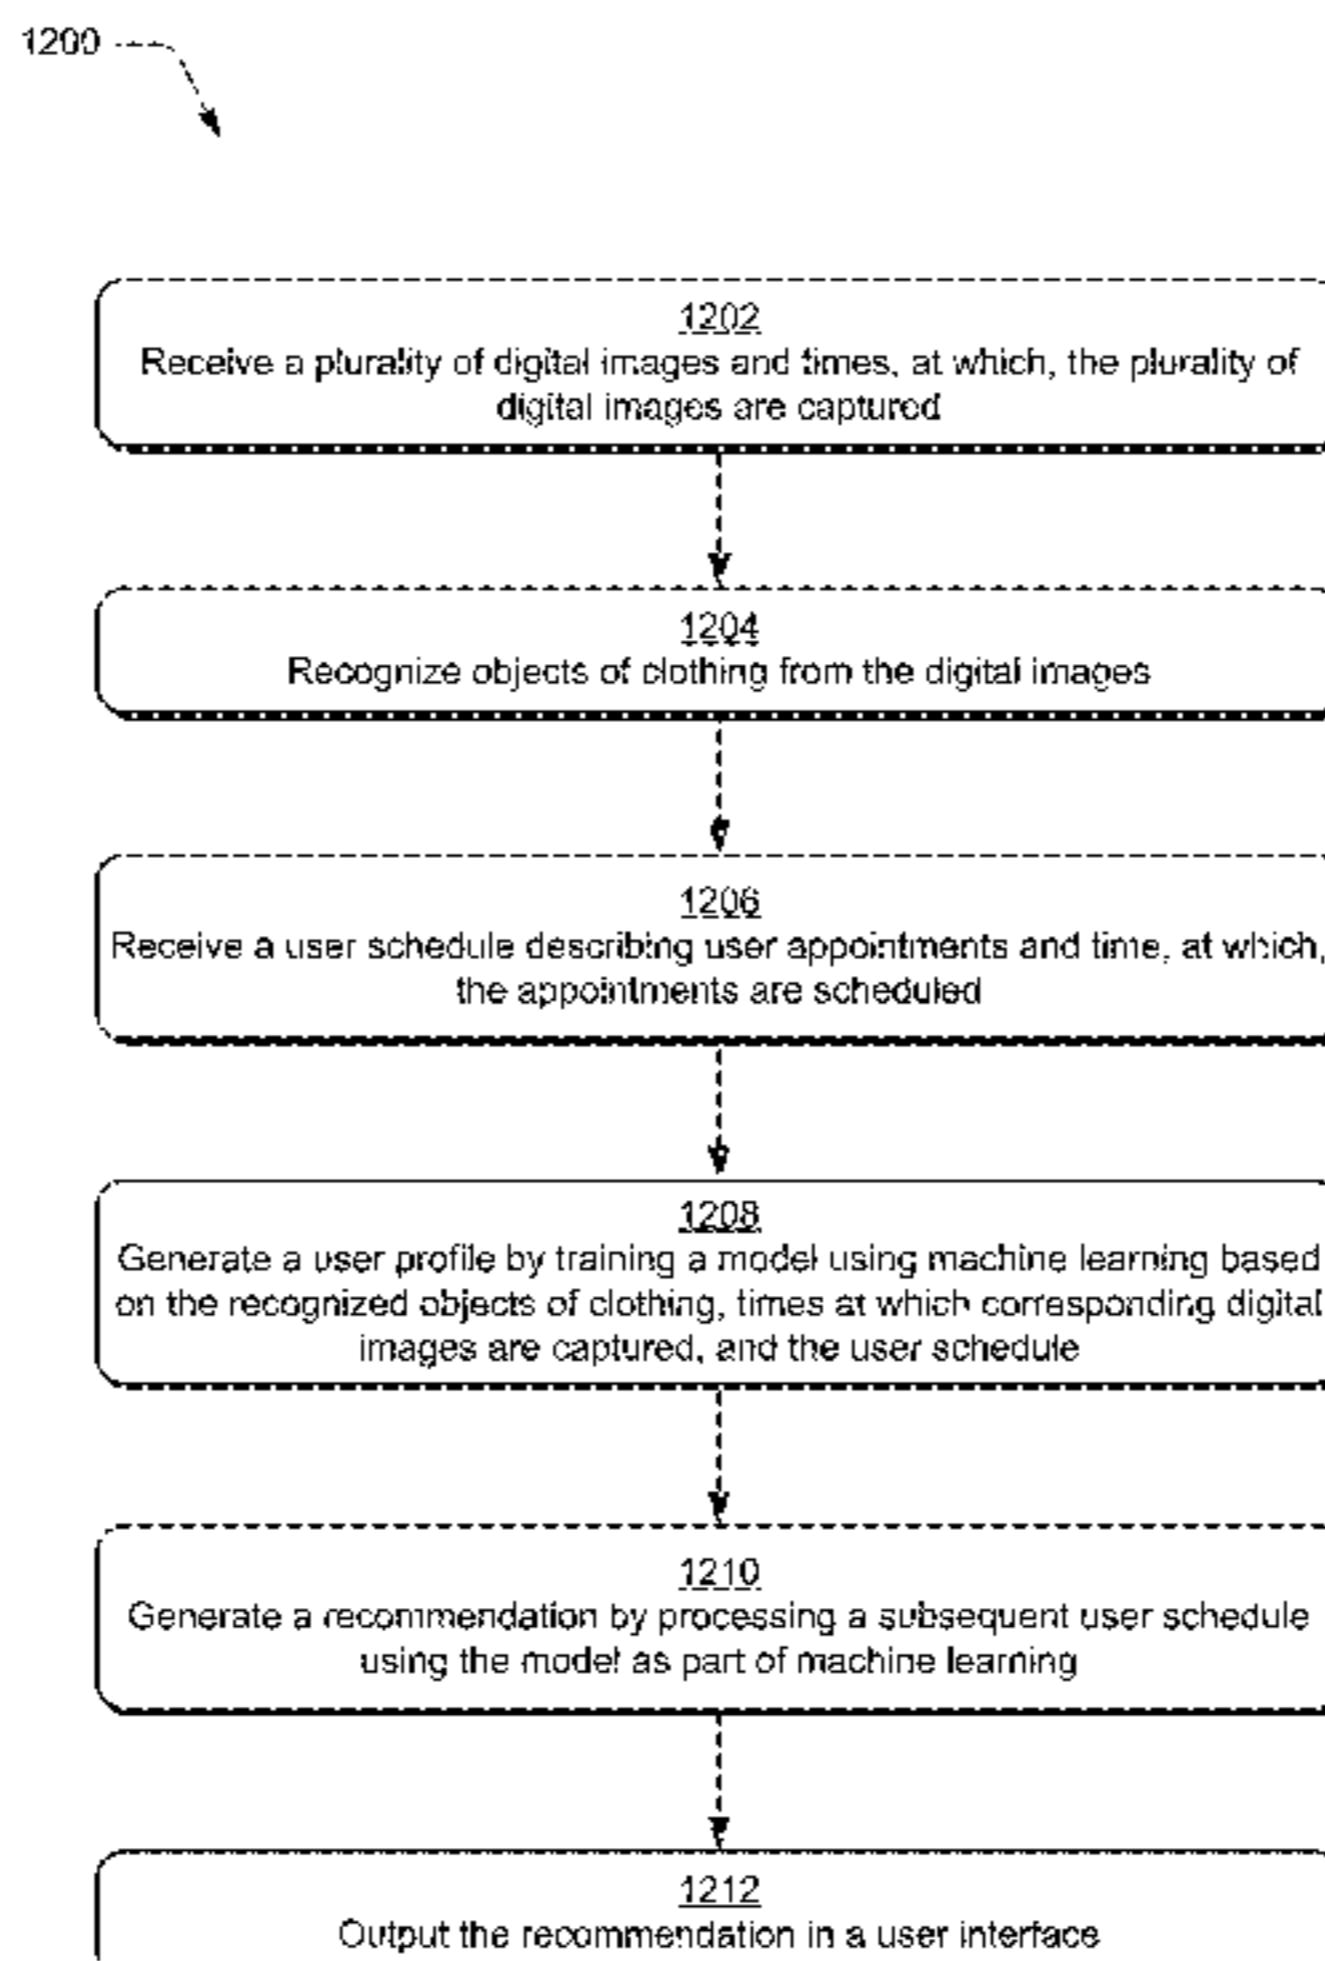 1200
1202
Receive a plurality of digital images and times, at which, the plurality of
digital images are captured
1204
Recognize objects of clothing from the digital images
1206
Receive a user schedule describing user appointments and time, at which,
the appointments are scheduled
1208
Generate a user profile by training a model using machine learning based
on the recognized objects of clothing, times at which corresponding digital
images are captured, and the user schedule
1210
Generate a recommendation by processing a subsequent user schedule
using the model as part of machine learning
1212
Output the recommendation in a user interface